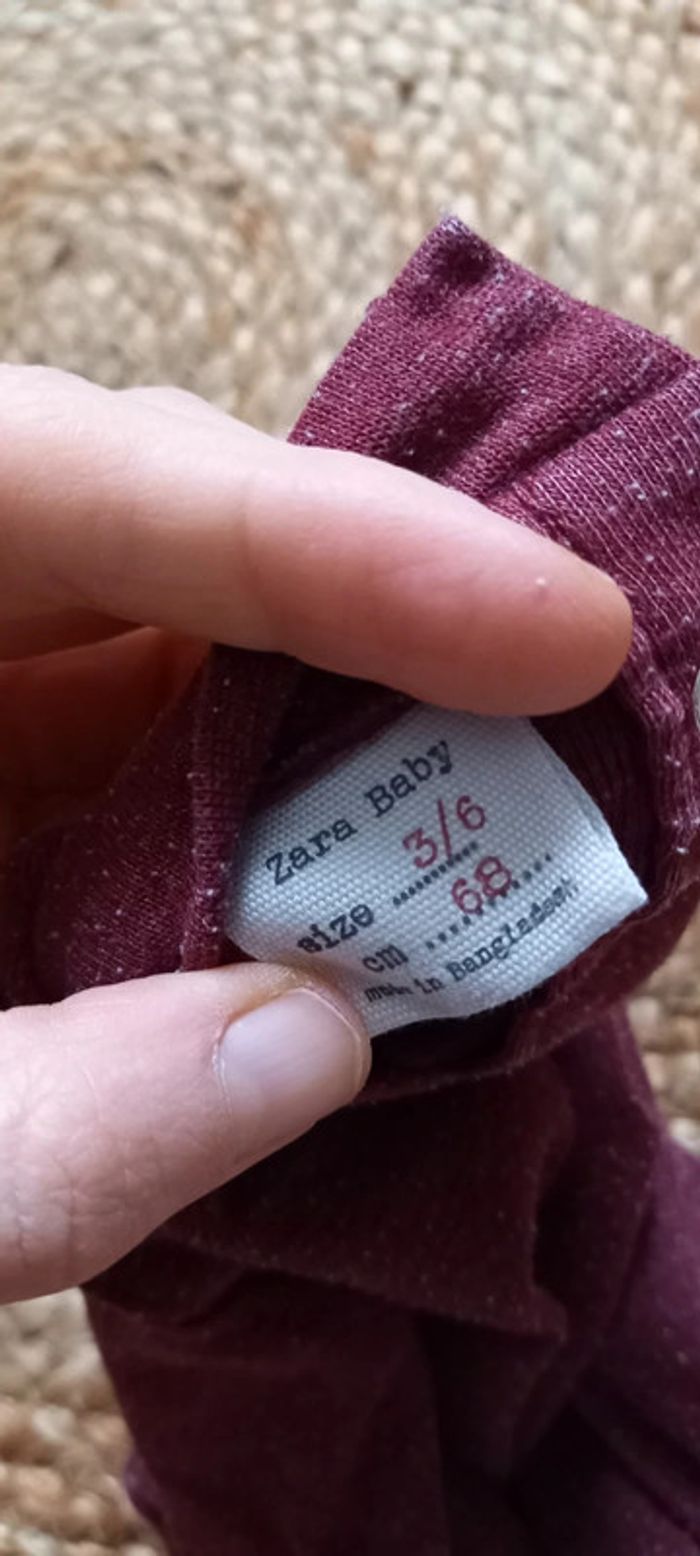 Zara Baby
size 3/6
cm 68
made in Bangladesh